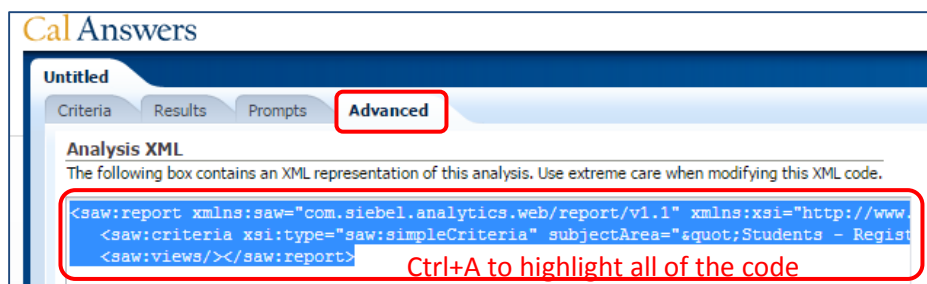 Cal Answers
Untitled
Criteria Results Prompts Advanced
Analysis XML
The following box contains an XML representation of this analysis. Use extreme care when modifying this XML code.
<saw:report xmlns:saw="com.siebel.analytics.web/report/v1.1" xmlns:xsi="http://www.
<saw:criteria xsi:type="saw:simpleCriteria" subjectArea="&quot;Students - Regist
<saw:views/></saw:report>
Ctrl+A to highlight all of the code